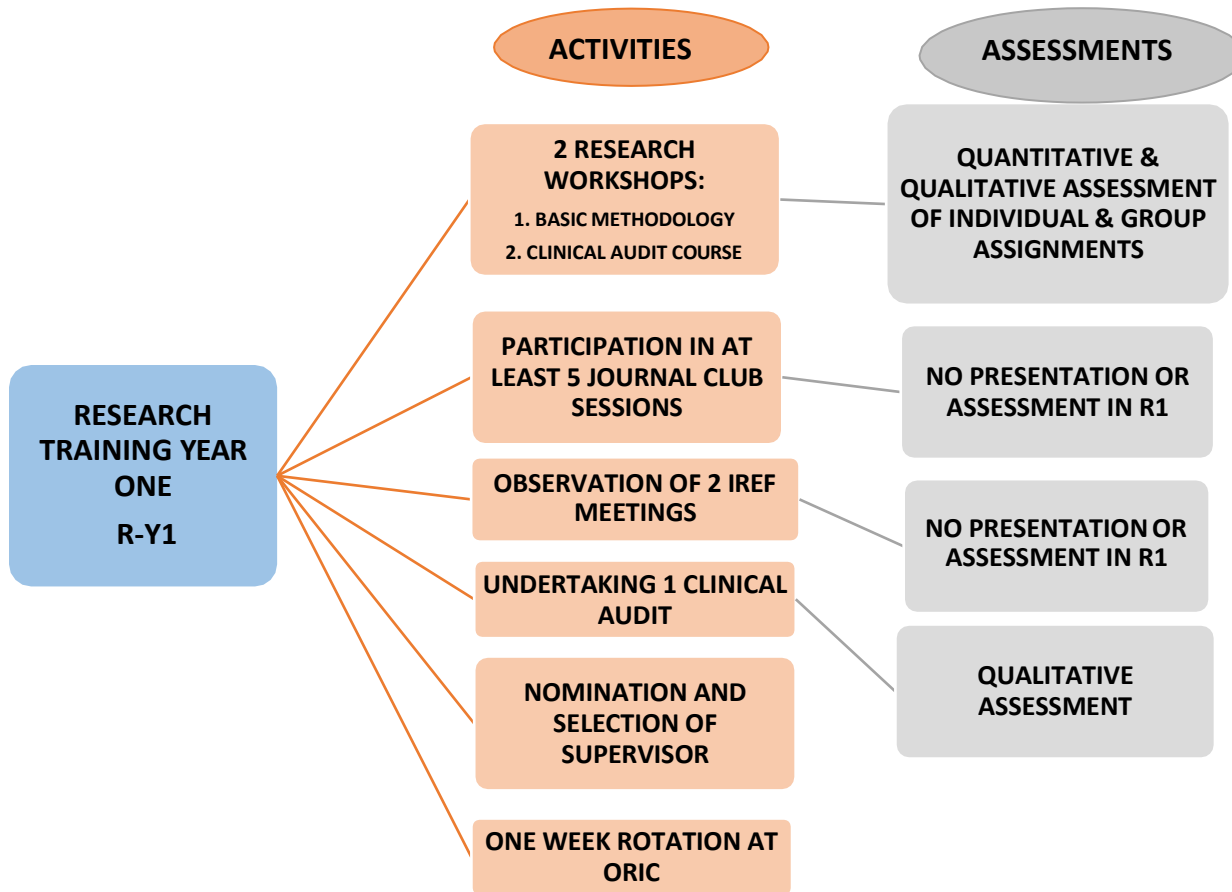 ACTIVITIES
ASSESSMENTS
RESEARCH
TRAINING YEAR
ONE
R-Y1
2 RESEARCH
WORKSHOPS:
1. BASIC METHODOLOGY
2. CLINICAL AUDIT COURSE
QUANTITATIVE &
QUALITATIVE ASSESSMENT
OF INDIVIDUAL & GROUP
ASSIGNMENTS
PARTICIPATION IN AT
LEAST 5 JOURNAL CLUB
SESSIONS
NO PRESENTATION OR
ASSESSMENT IN R1
OBSERVATION OF 2 IREF
MEETINGS
NO PRESENTATION OR
ASSESSMENT IN R1
UNDERTAKING 1 CLINICAL
AUDIT
QUALITATIVE
ASSESSMENT
NOMINATION AND
SELECTION OF
SUPERVISOR
ONE WEEK ROTATION AT
ORIC